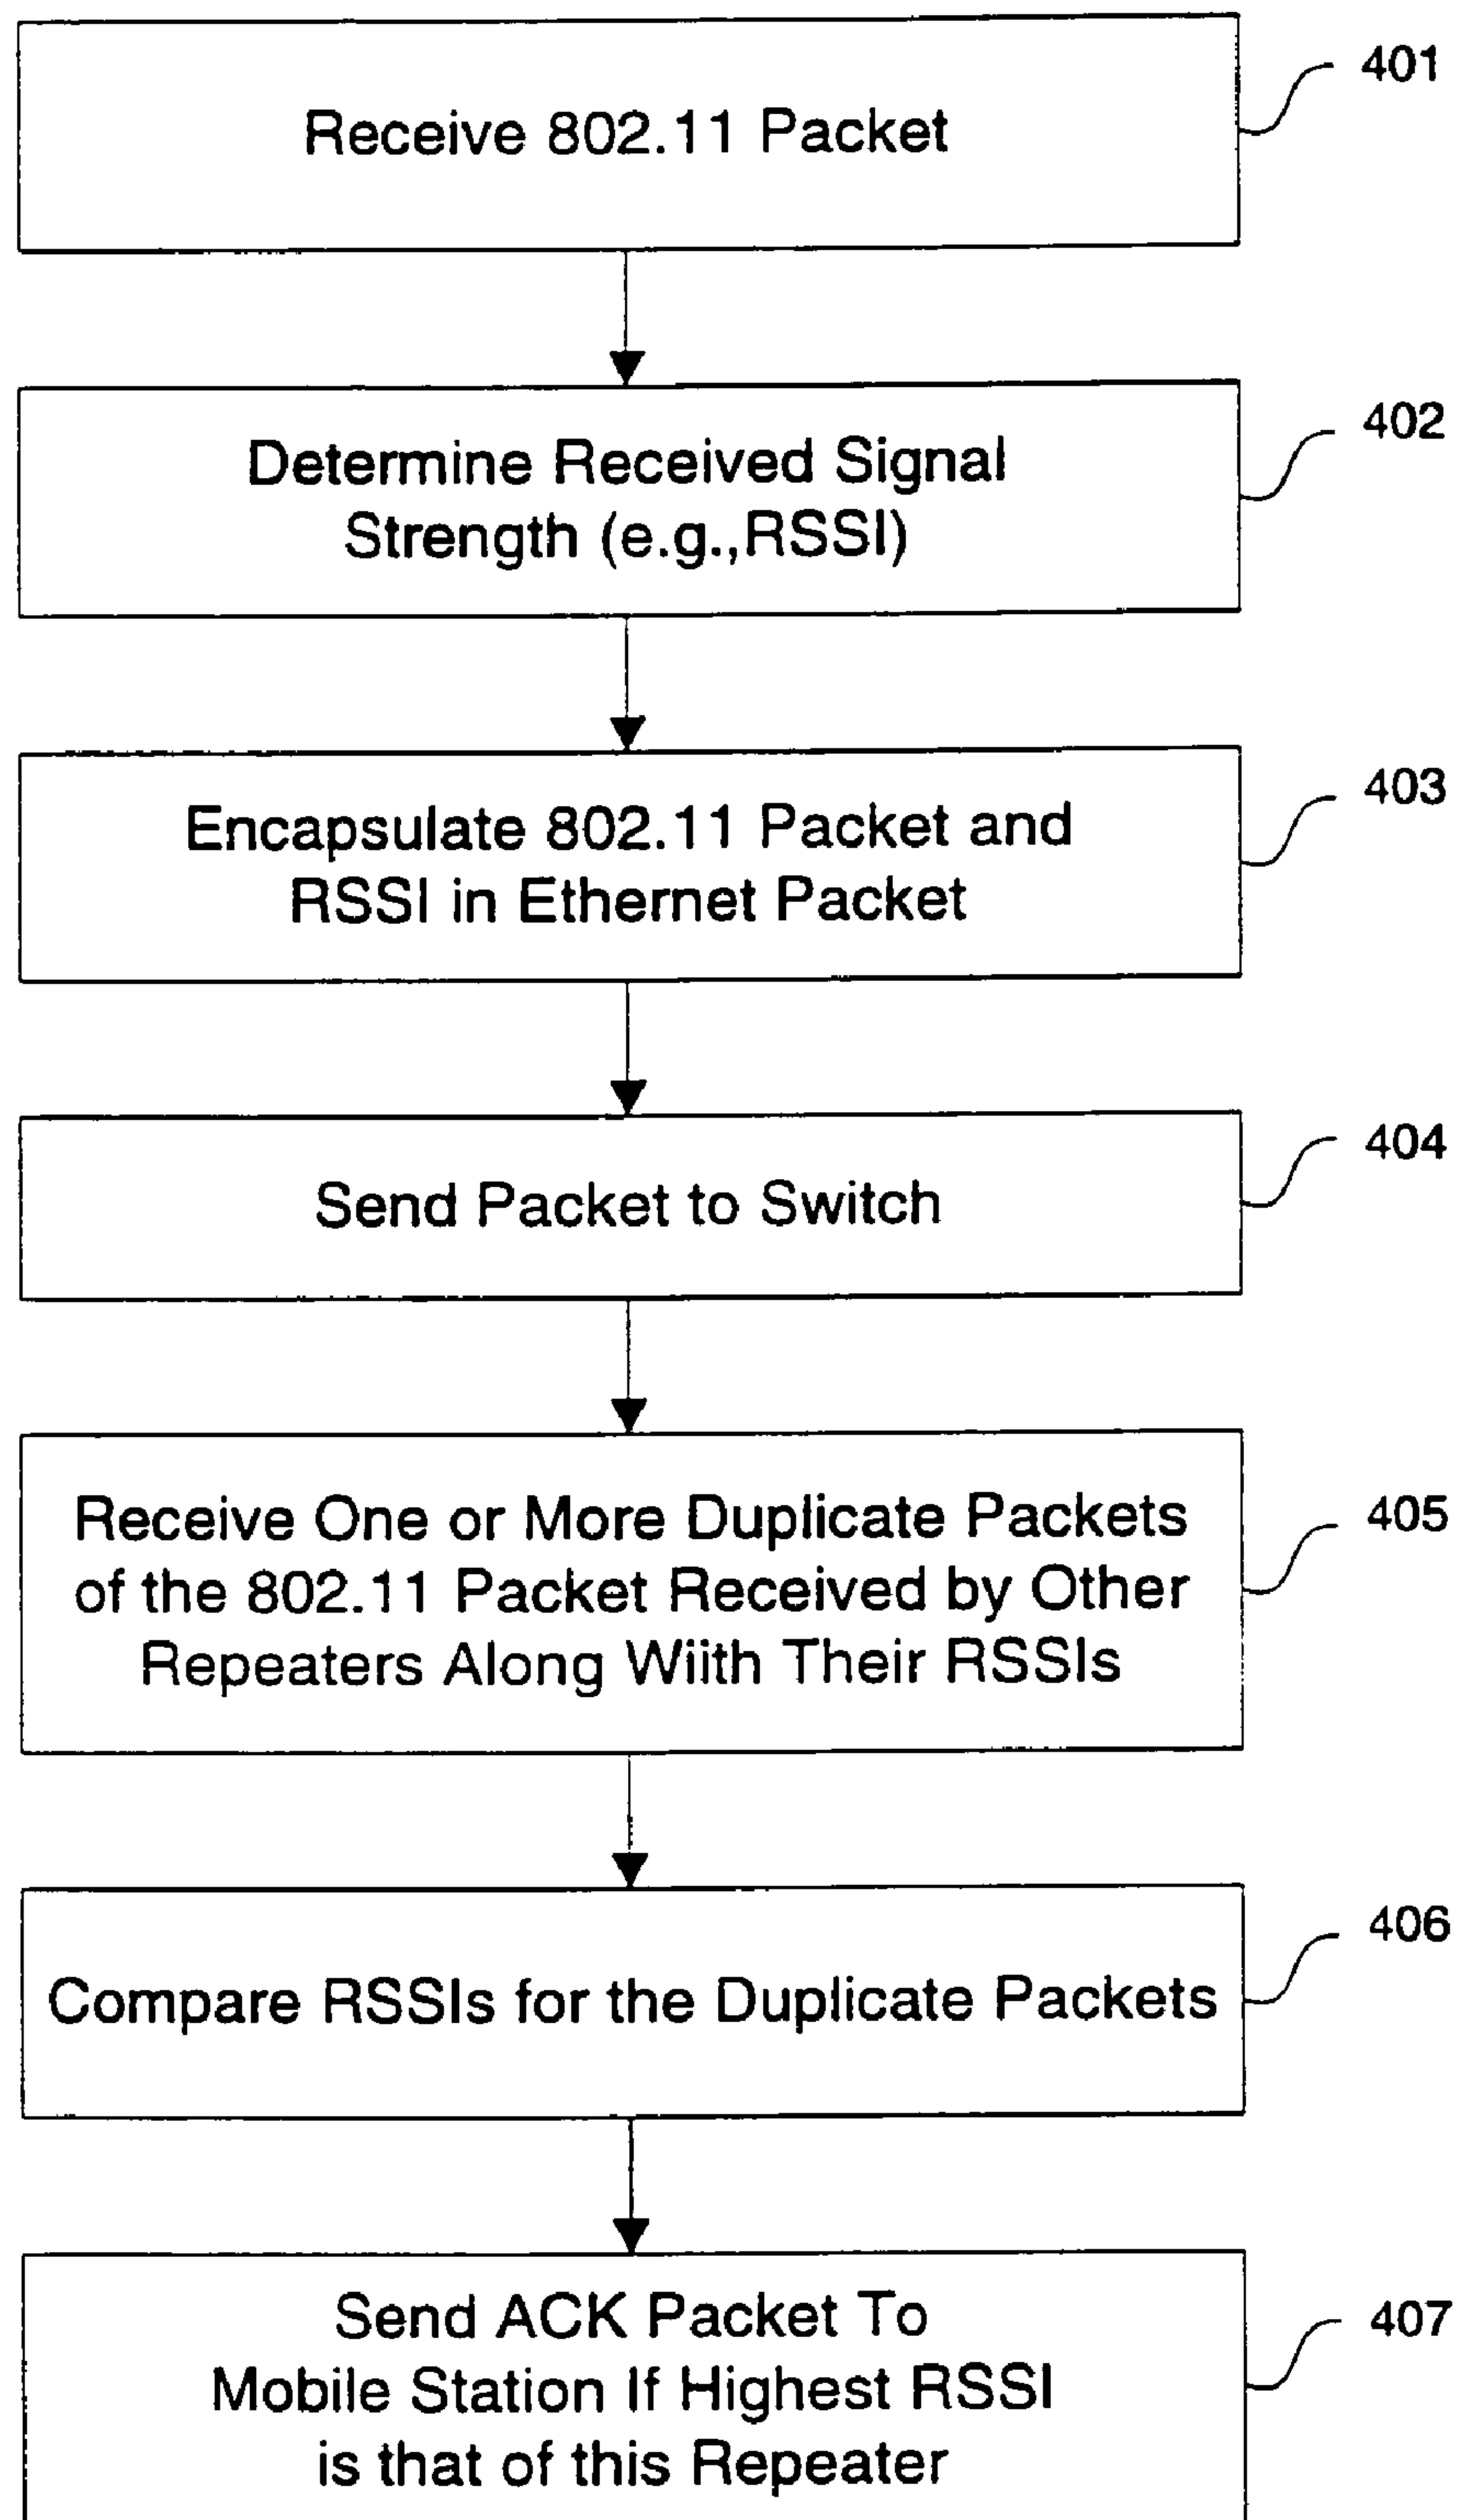 Receive 802.11 Packet
401
Determine Received Signal
Strength (e.g.,RSSI)
402
Encapsulate 802.11 Packet and
RSSI in Ethernet Packet
403
Send Packet to Switch
404
Receive One or More Duplicate Packets
of the 802.11 Packet Received by Other
Repeaters Along Wiith Their RSSIs
405
Compare RSSIs for the Duplicate Packets
406
Send ACK Packet To
Mobile Station If Highest RSSI
is that of this Repeater
407